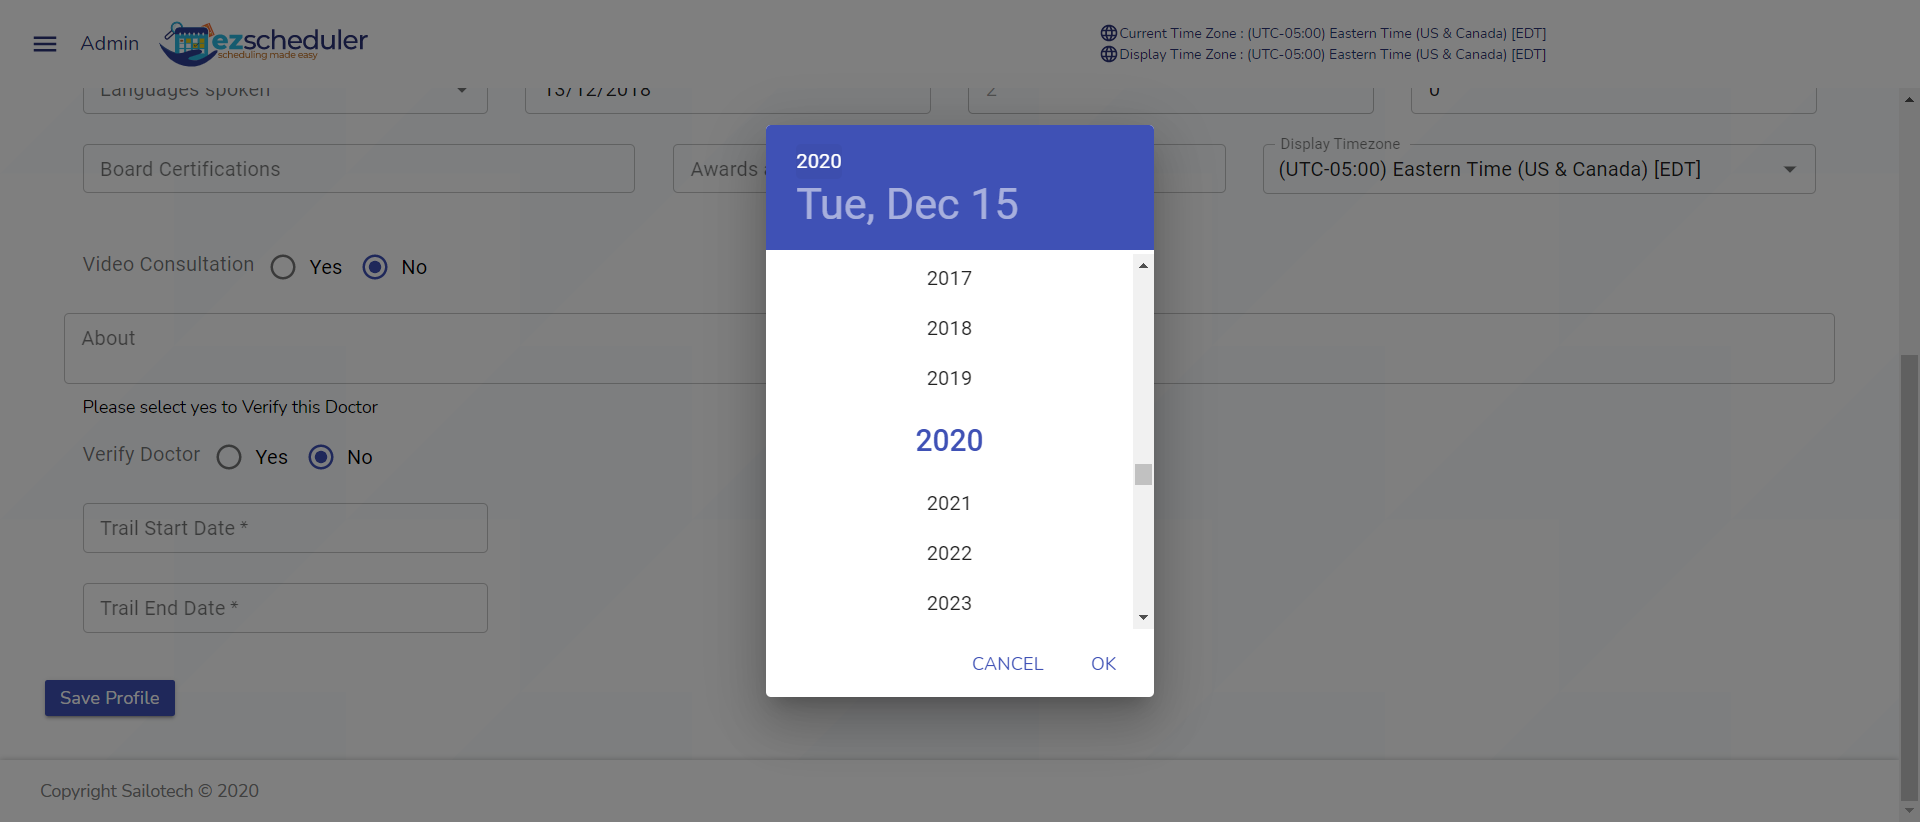 Admin
ezscheduler
scheduling made easy
Current Time Zone : (UTC-05:00) Eastern Time (US & Canada) [EDT]
Display Time Zone : (UTC-05:00) Eastern Time (US & Canada) [EDT]
Languages spoken
13/12/2018
2
0
Board Certifications
Awards
Display Timezone
(UTC-05:00) Eastern Time (US & Canada) [EDT]
2020
Tue, Dec 15
2017
2018
2019
2020
2021
2022
2023
CANCEL OK
Video Consultation Yes No
About
Please select yes to Verify this Doctor
Verify Doctor Yes No
Trail Start Date *
Trail End Date *
Save Profile
Copyright Sailotech © 2020